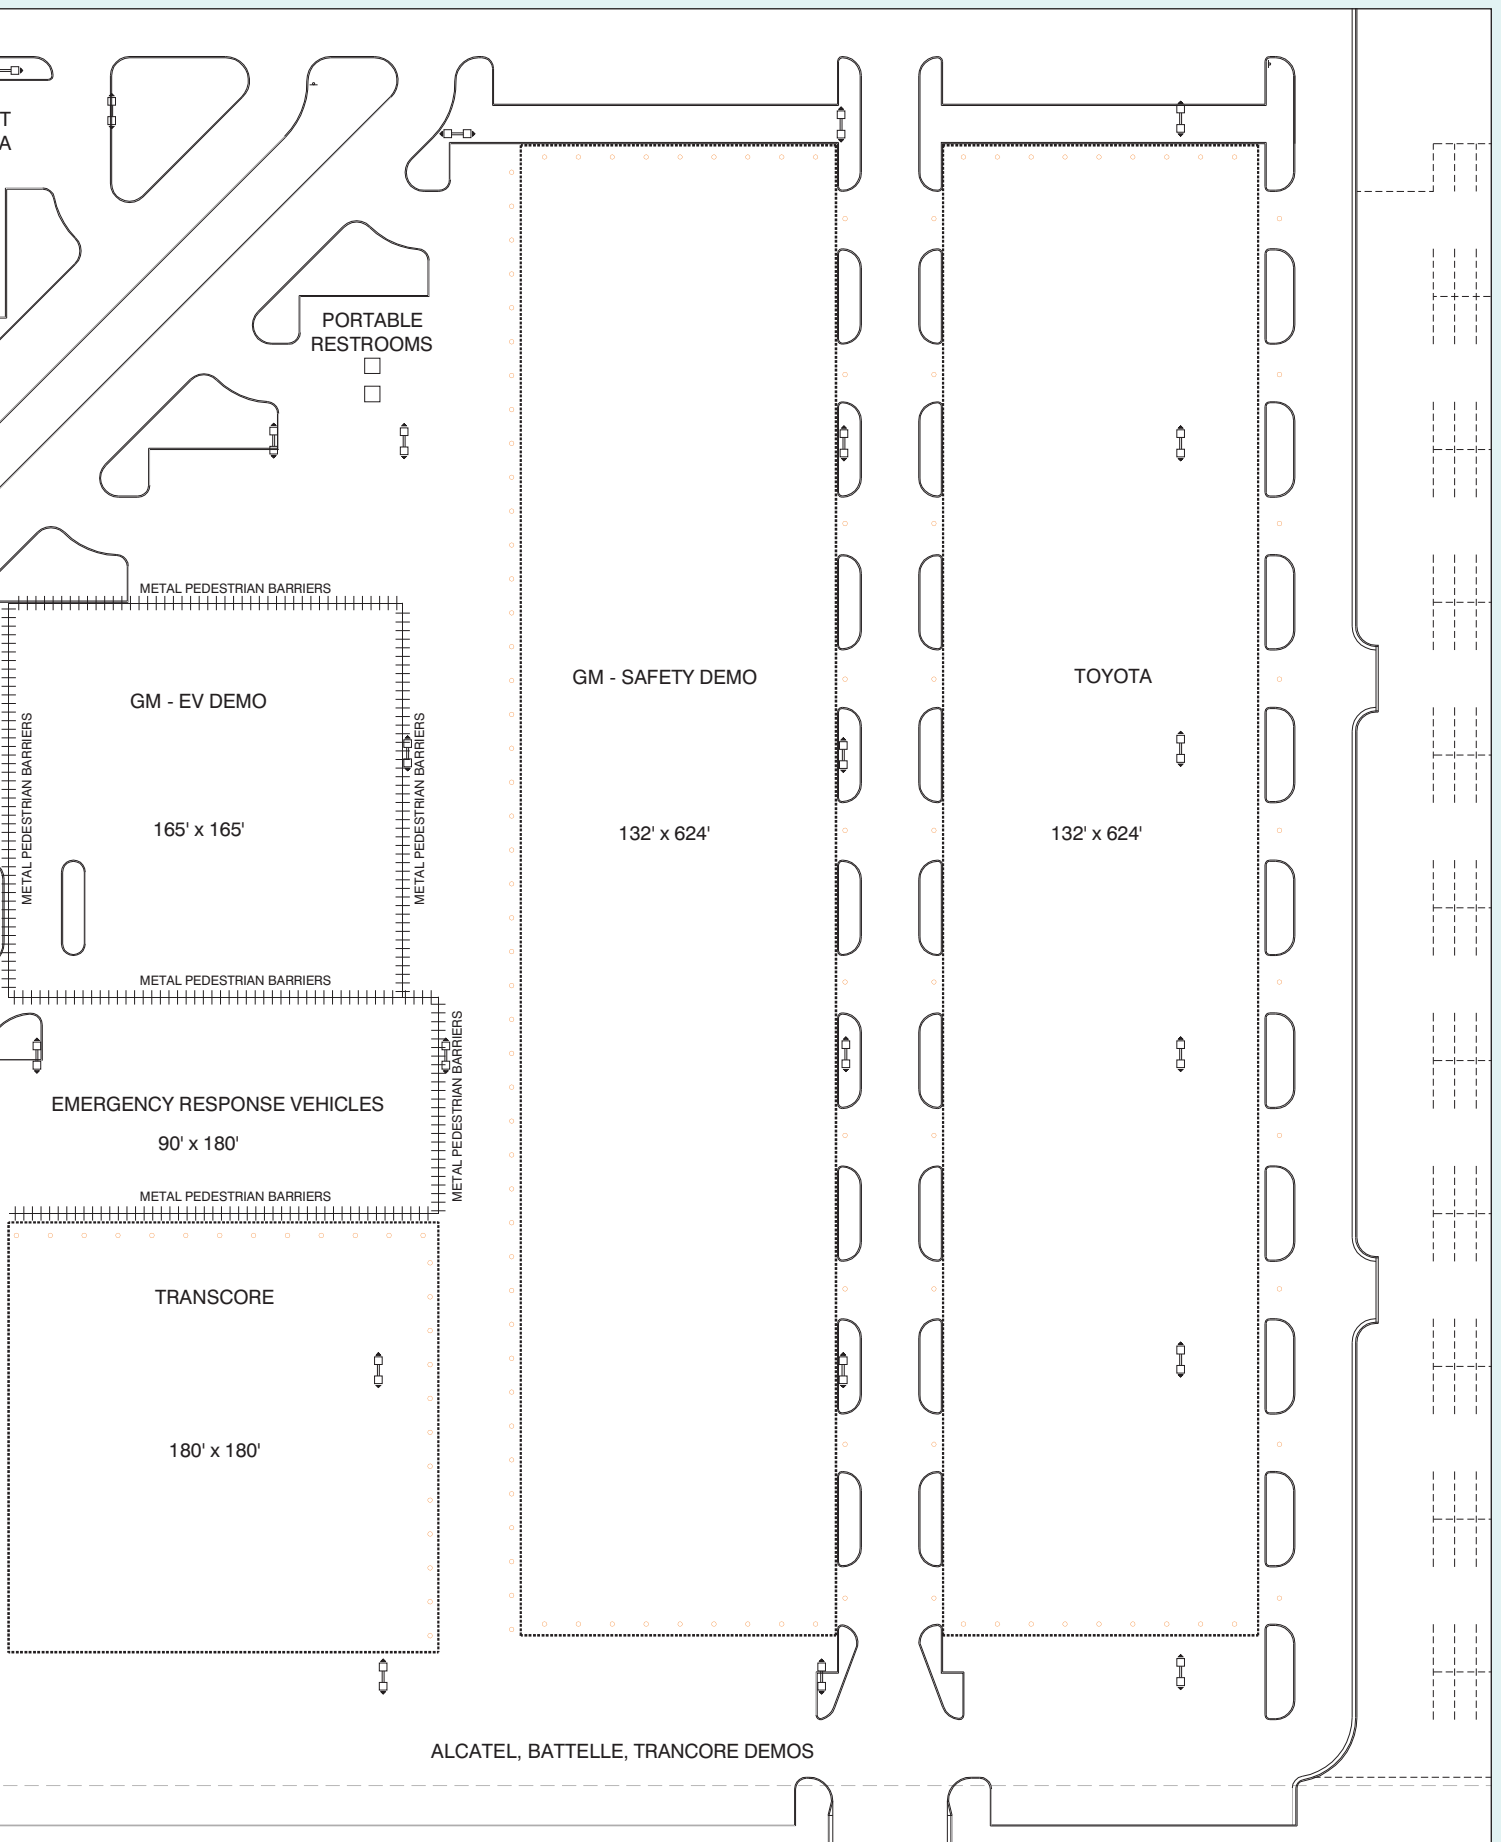 T
A
PORTABLE
RESTROOMS
METAL PEDESTRIAN BARRIERS
GM - EV DEMO
METAL PEDESTRIAN BARRIERS
METAL PEDESTRIAN BARRIERS
165' x 165'
METAL PEDESTRIAN BARRIERS
GM - SAFETY DEMO
132' x 624'
TOYOTA
132' x 624'
EMERGENCY RESPONSE VEHICLES
90' x 180'
METAL PEDESTRIAN BARRIERS
METAL PEDESTRIAN BARRIERS
TRANSCORE
180' x 180'
ALCATEL, BATTELLE, TRANCORE DEMOS